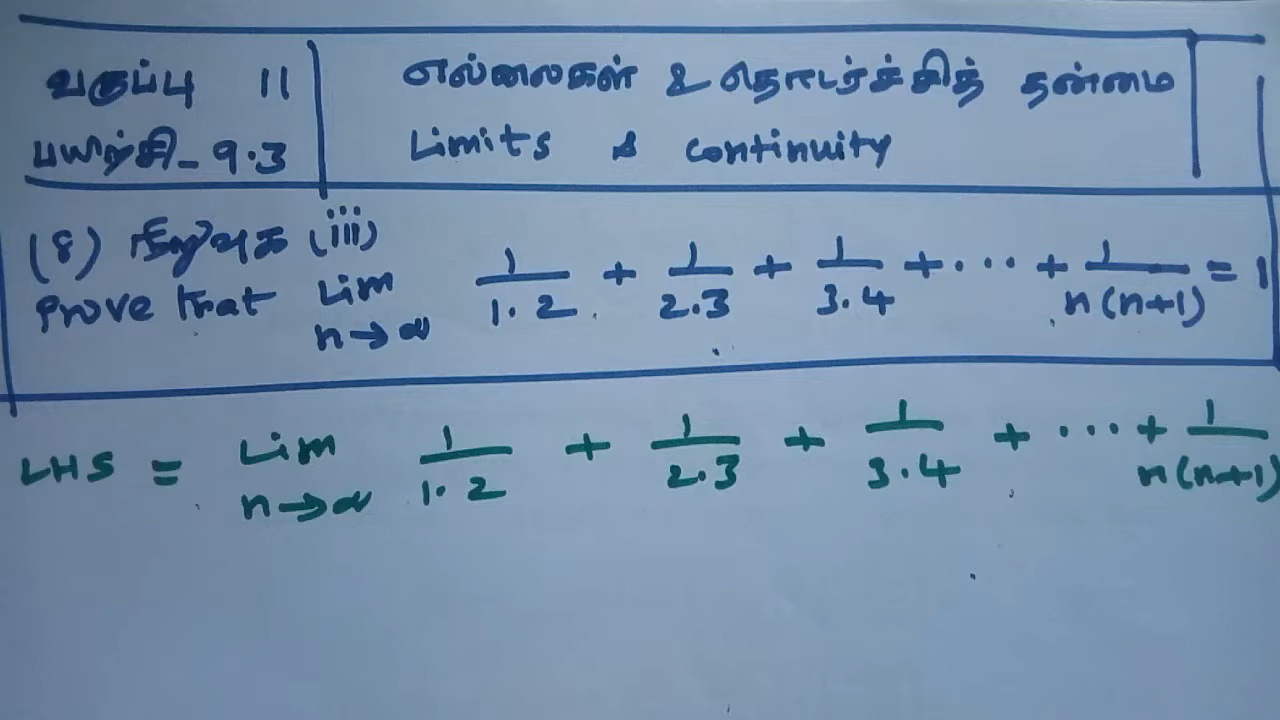 வகுப்பு 11
பயிற்சி - 9.3
எல்லைகள் & தொடர்ச்சித் தன்மை
Limits & continuity
(8) நிறுவுக (iii)
Prove that Lim n→∞ 1/1.2 + 1/2.3 + 1/3.4 + ... + 1/n(n+1) = 1
LHS = Lim n→∞ 1/1.2 + 1/2.3 + 1/3.4 + ... + 1/n(n+1)